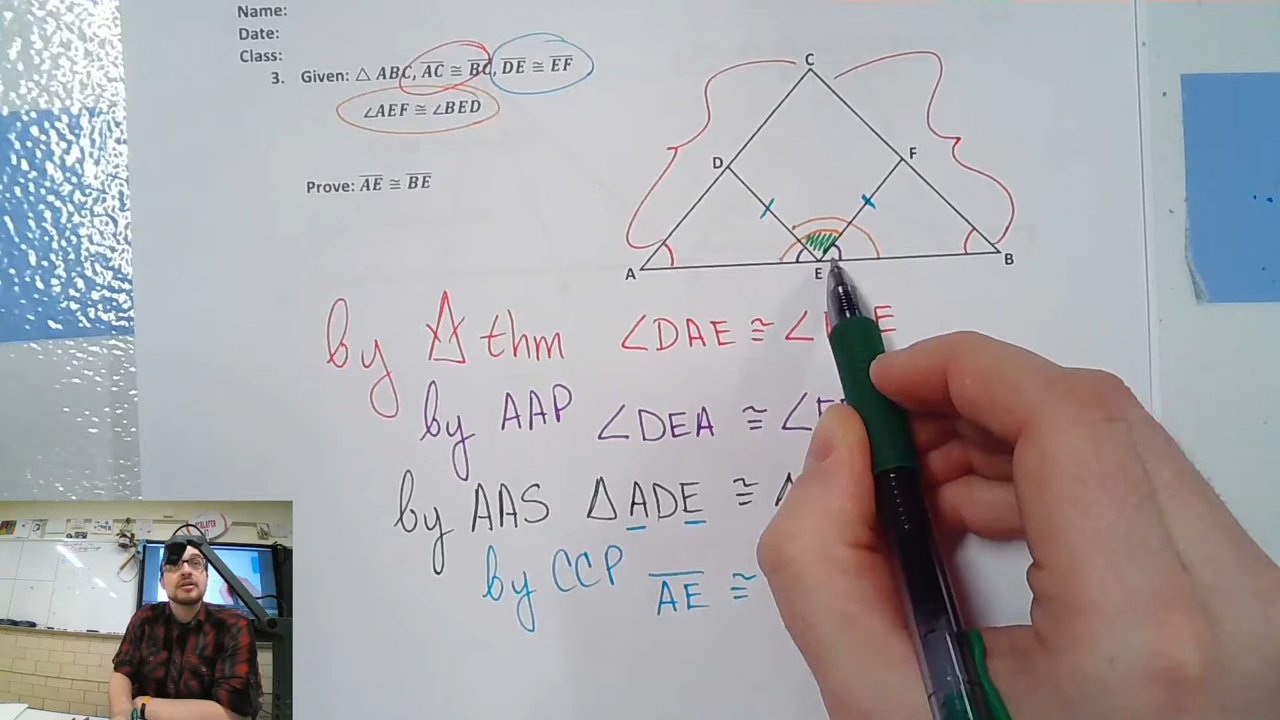 Name:
Date:
Class:
3. Given: △ ABC, AC ≅ BC, DE ≅ EF
∠AEF ≅ ∠BED
Prove: AE ≅ BE
C
D
F
A
E
B
by △ thm ∠DAE ≅ ∠ E
by AAP ∠DEA ≅ ∠
by AAS △ADE ≅
by CCP AE ≅